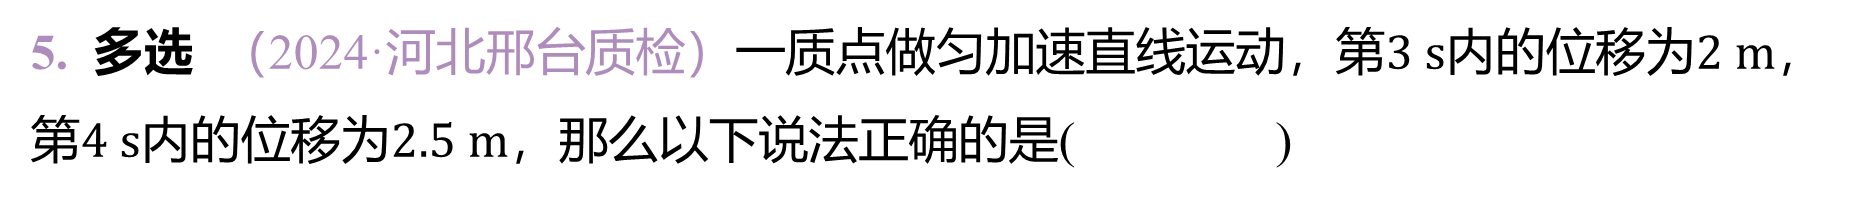 5. 多选 （2024·河北邢台质检）一质点做匀加速直线运动，第3 s内的位移为2 m，
第4 s内的位移为2.5 m，那么以下说法正确的是( )